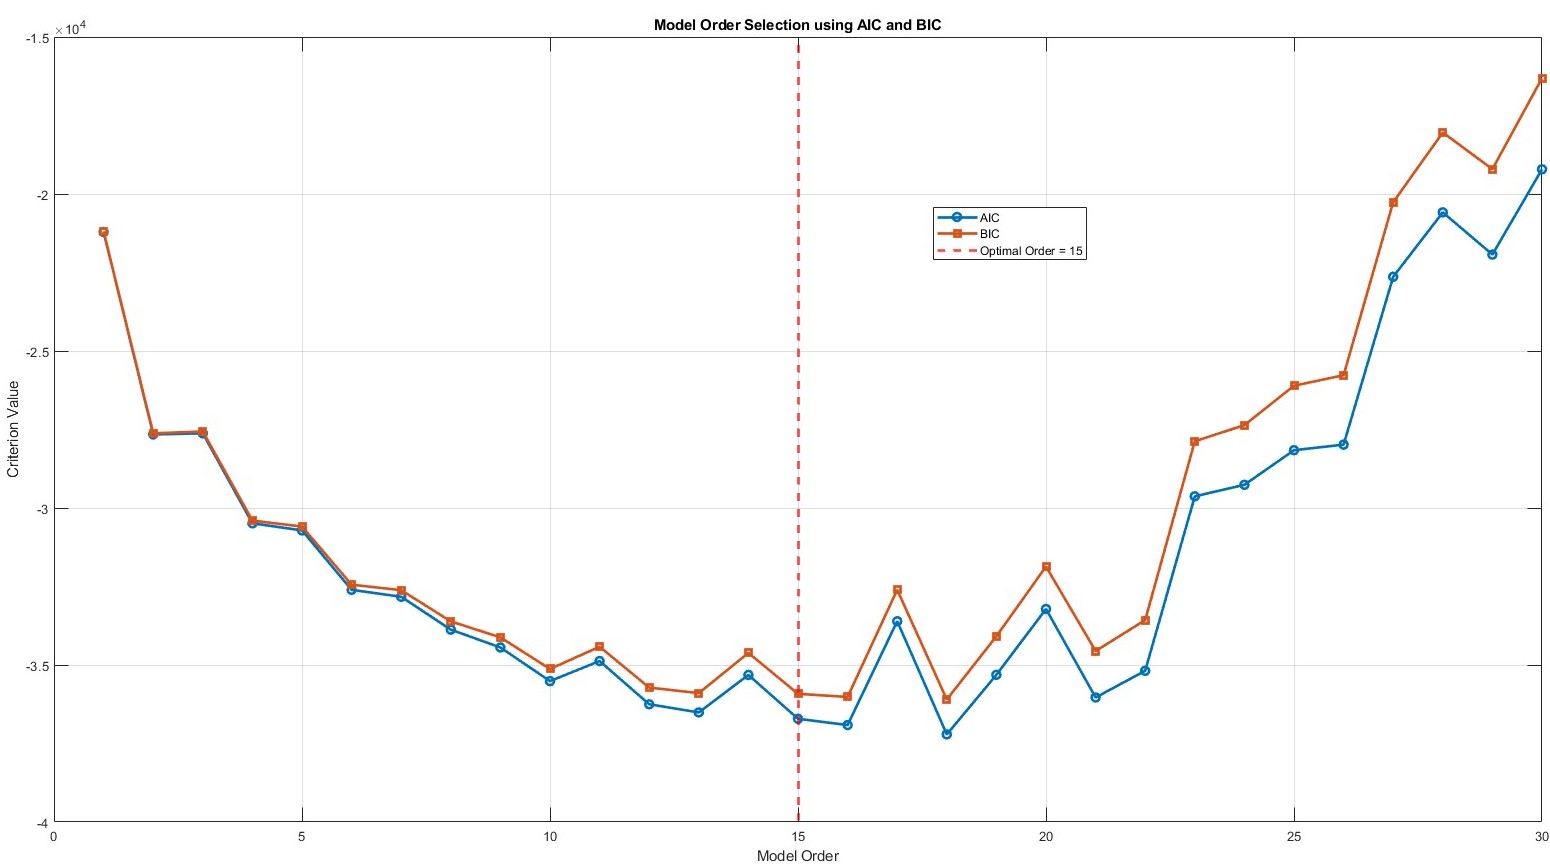 Model Order Selection using AIC and BIC
×10⁴
-1.5
-2
-2.5
-3
-3.5
-4
Criterion Value
AIC
BIC
Optimal Order = 15
0 5 10 15 20 25 30
Model Order